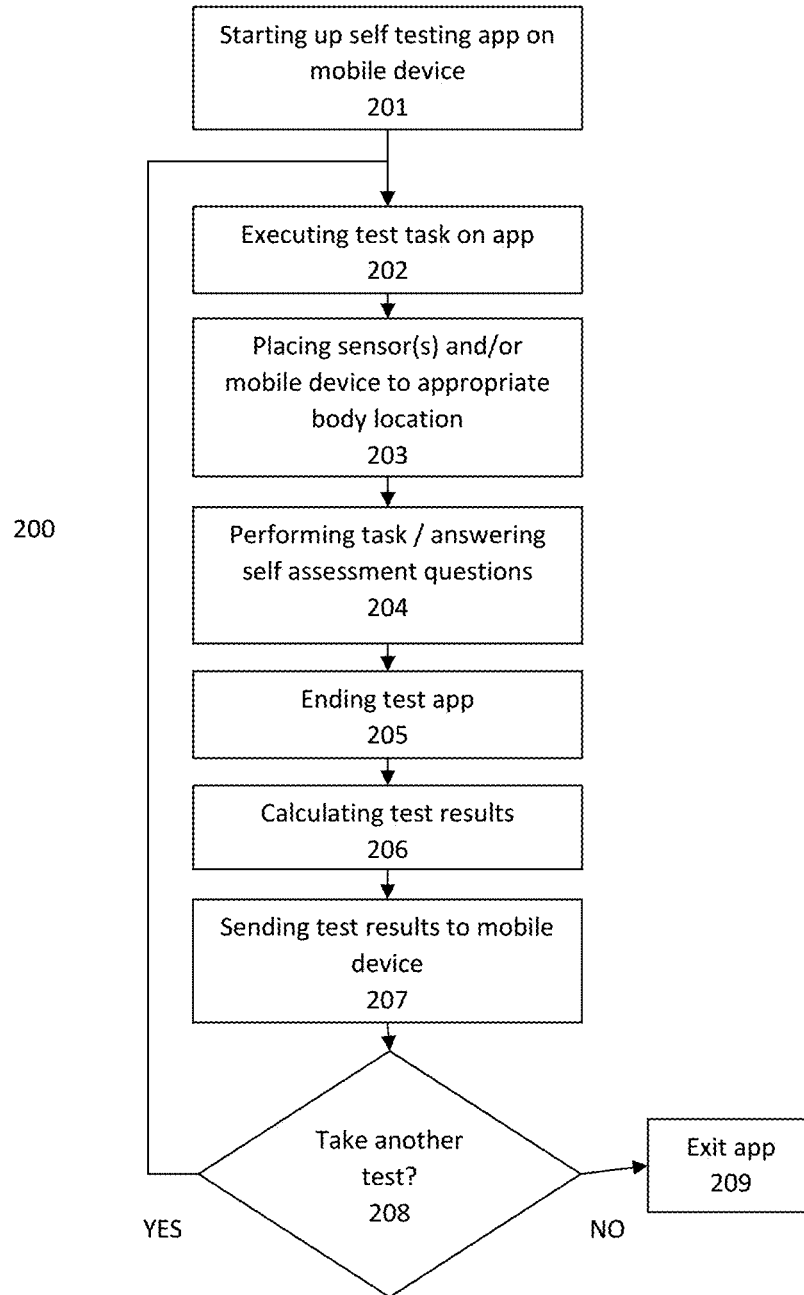 Starting up self testing app on
mobile device
201
Executing test task on app
202
Placing sensor(s) and/or
mobile device to appropriate
body location
203
200
Performing task / answering
self assessment questions
204
Ending test app
205
Calculating test results
206
Sending test results to mobile
device
207
Take another
test?
208
Exit app
209
YES
NO